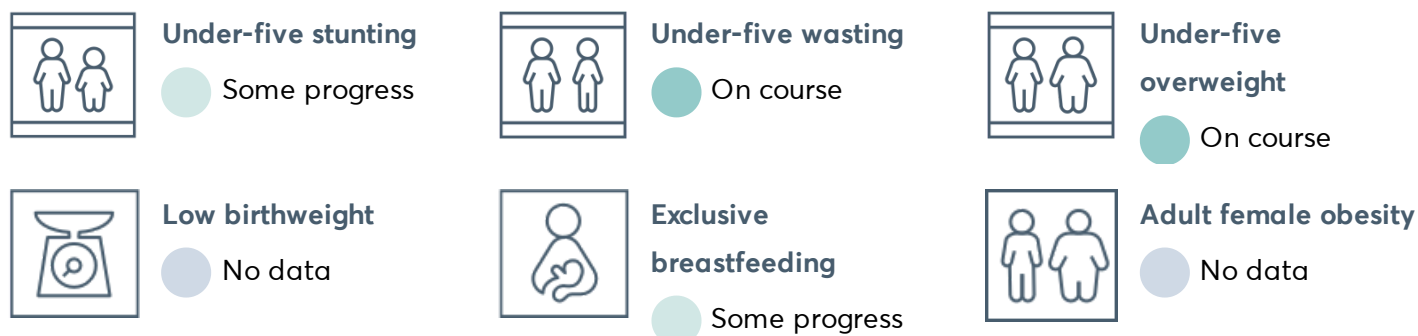 Under-five stunting
Some progress
Under-five wasting
On course
Under-five
overweight
On course
Low birthweight
No data
Exclusive
breastfeeding
Some progress
Adult female obesity
No data